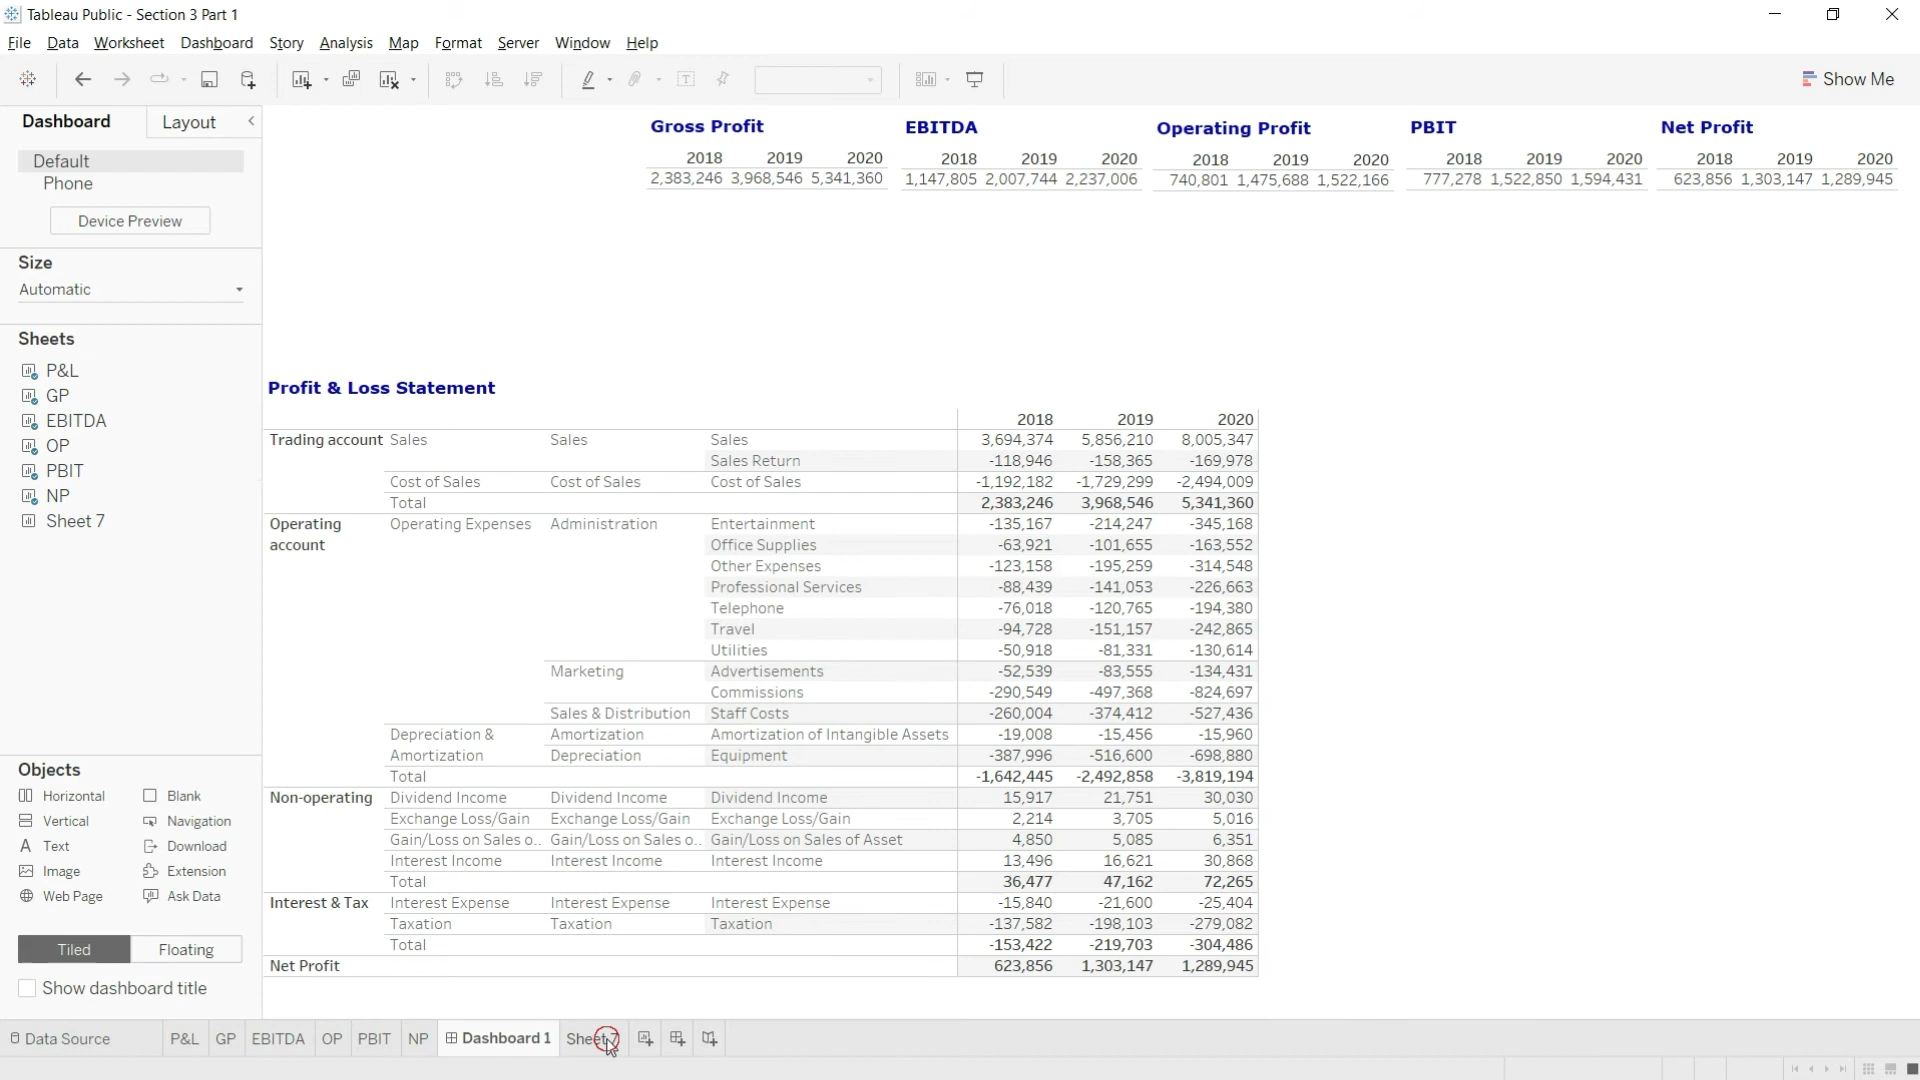 Tableau Public - Section 3 Part 1
File Data Worksheet Dashboard Story Analysis Map Format Server Window Help
Show Me
Dashboard Layout
Default
Phone
Device Preview
Size
Automatic
Sheets
P&L
GP
EBITDA
OP
PBIT
NP
Sheet 7
Objects
Horizontal Blank
Vertical Navigation
Text Download
Image Extension
Web Page Ask Data
Tiled Floating
Show dashboard title
Gross Profit EBITDA Operating Profit PBIT Net Profit
2018 2019 2020 2018 2019 2020 2018 2019 2020 2018 2019 2020 2018 2019 2020
2,383,246 3,968,546 5,341,360 1,147,805 2,007,744 2,237,006 740,801 1,475,688 1,522,166 777,278 1,522,850 1,594,431 623,856 1,303,147 1,289,945
Profit & Loss Statement
2018 2019 2020
Trading account Sales Sales Sales 3,694,374 5,856,210 8,005,347
Sales Return -118,946 -158,365 -169,978
Cost of Sales Cost of Sales Cost of Sales -1,192,182 -1,729,299 -2,494,009
Total 2,383,246 3,968,546 5,341,360
Operating Operating Expenses Administration Entertainment -135,167 -214,247 -345,168
account Office Supplies -63,921 -101,655 -163,552
Other Expenses -123,158 -195,259 -314,548
Professional Services -88,439 -141,053 -226,663
Telephone -76,018 -120,765 -194,380
Travel -94,728 -151,157 -242,865
Utilities -50,918 -81,331 -130,614
Marketing Advertisements -52,539 -83,555 -134,431
Commissions -290,549 -497,368 -824,697
Sales & Distribution Staff Costs -260,004 -374,412 -527,436
Depreciation & Amortization Amortization of Intangible Assets -19,008 -15,456 -15,960
Amortization Depreciation Equipment -387,996 -516,600 -698,880
Total -1,642,445 -2,492,858 -3,819,194
Non-operating Dividend Income Dividend Income Dividend Income 15,917 21,751 30,030
Exchange Loss/Gain Exchange Loss/Gain Exchange Loss/Gain 2,214 3,705 5,016
Gain/Loss on Sales o.. Gain/Loss on Sales o.. Gain/Loss on Sales of Asset 4,850 5,085 6,351
Interest Income Interest Income Interest Income 13,496 16,621 30,868
Total 36,477 47,162 72,265
Interest & Tax Interest Expense Interest Expense Interest Expense -15,840 -21,600 -25,404
Taxation Taxation Taxation -137,582 -198,103 -279,082
Total -153,422 -219,703 -304,486
Net Profit 623,856 1,303,147 1,289,945
Data Source P&L GP EBITDA OP PBIT NP Dashboard 1 Sheet 7